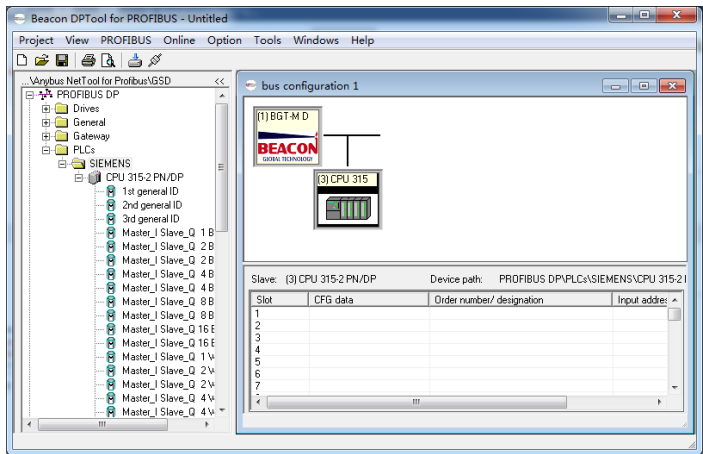 Beacon DPTool for PROFIBUS - Untitled
Project View PROFIBUS Online Option Tools Windows Help
...\Anybus NetTool for Profibus\GSD <<
PROFIBUS DP
Drives
General
Gateway
PLCs
SIEMENS
CPU 315-2 PN/DP
1st general ID
2nd general ID
3rd general ID
Master_I Slave_Q 1 B
Master_I Slave_Q 2 B
Master_I Slave_Q 2 B
Master_I Slave_Q 4 B
Master_I Slave_Q 4 B
Master_I Slave_Q 8 B
Master_I Slave_Q 8 B
Master_I Slave_Q 16 B
Master_I Slave_Q 16 B
Master_I Slave_Q 1 W
Master_I Slave_Q 2 W
Master_I Slave_Q 2 W
Master_I Slave_Q 4 W
Master_I Slave_Q 4 W
bus configuration 1
(1) BGT-M D
BEACON
GLOBAL TECHNOLOGY
(3) CPU 315
Slave: (3) CPU 315-2 PN/DP Device path: PROFIBUS DP\PLCs\SIEMENS\CPU 315-2
Slot CFG data Order number/ designation Input addres
1
2
3
4
5
6
7